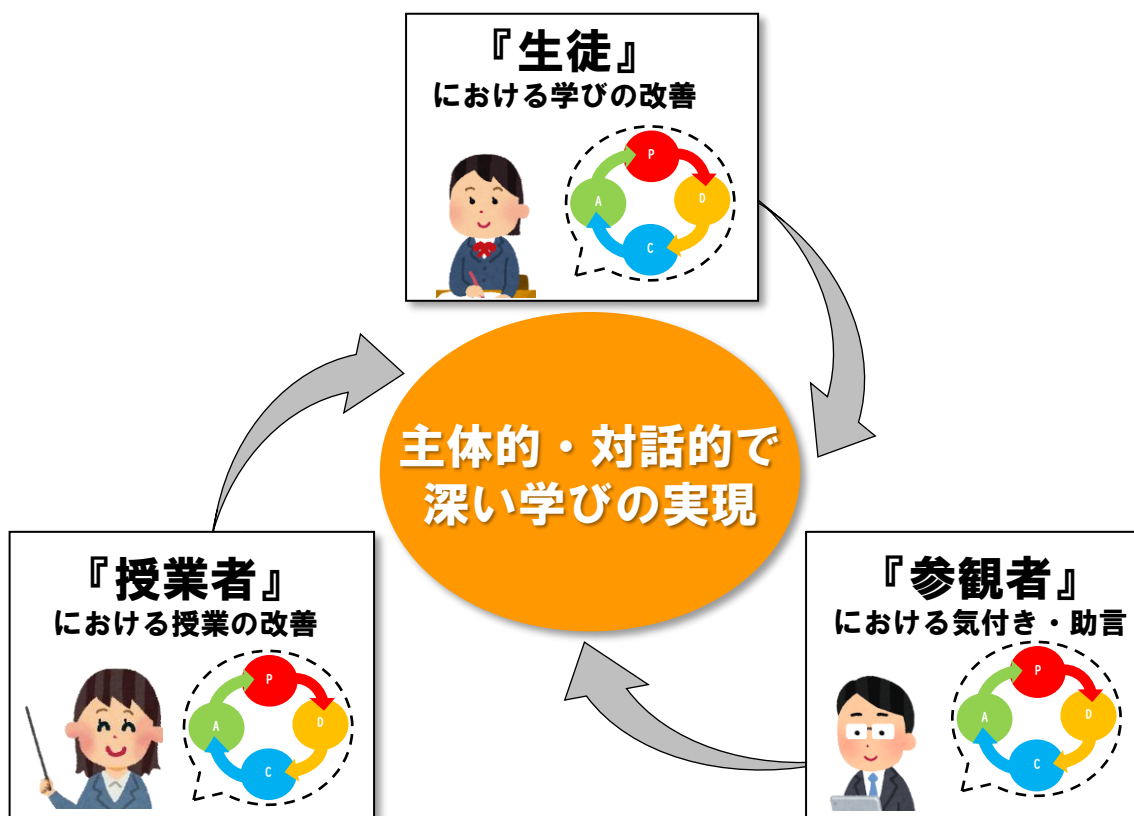 『生徒』
における学びの改善
P
D
C
A
主体的・対話的で
深い学びの実現
『授業者』
における授業の改善
P
D
C
A
『参観者』
における気付き・助言
P
D
C
A